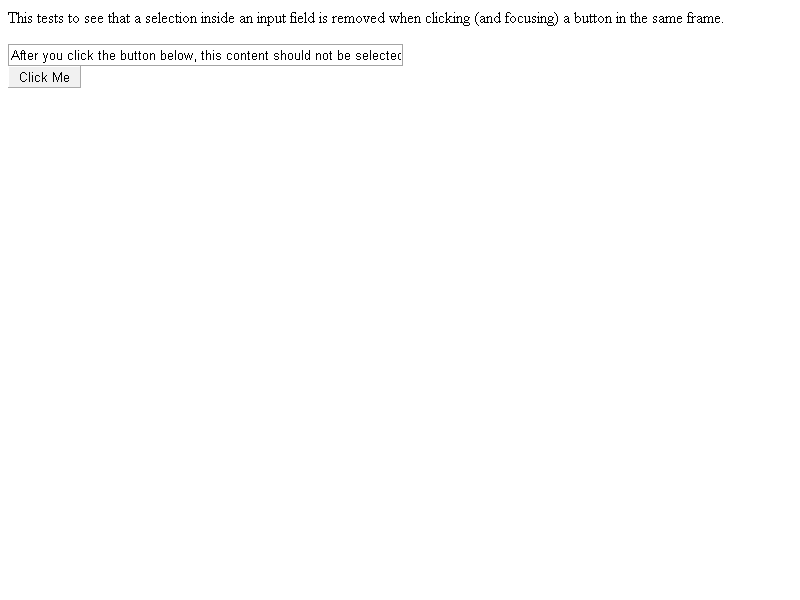 This tests to see that a selection inside an input field is removed when clicking (and focusing) a button in the same frame.
After you click the button below, this content should not be selected
Click Me